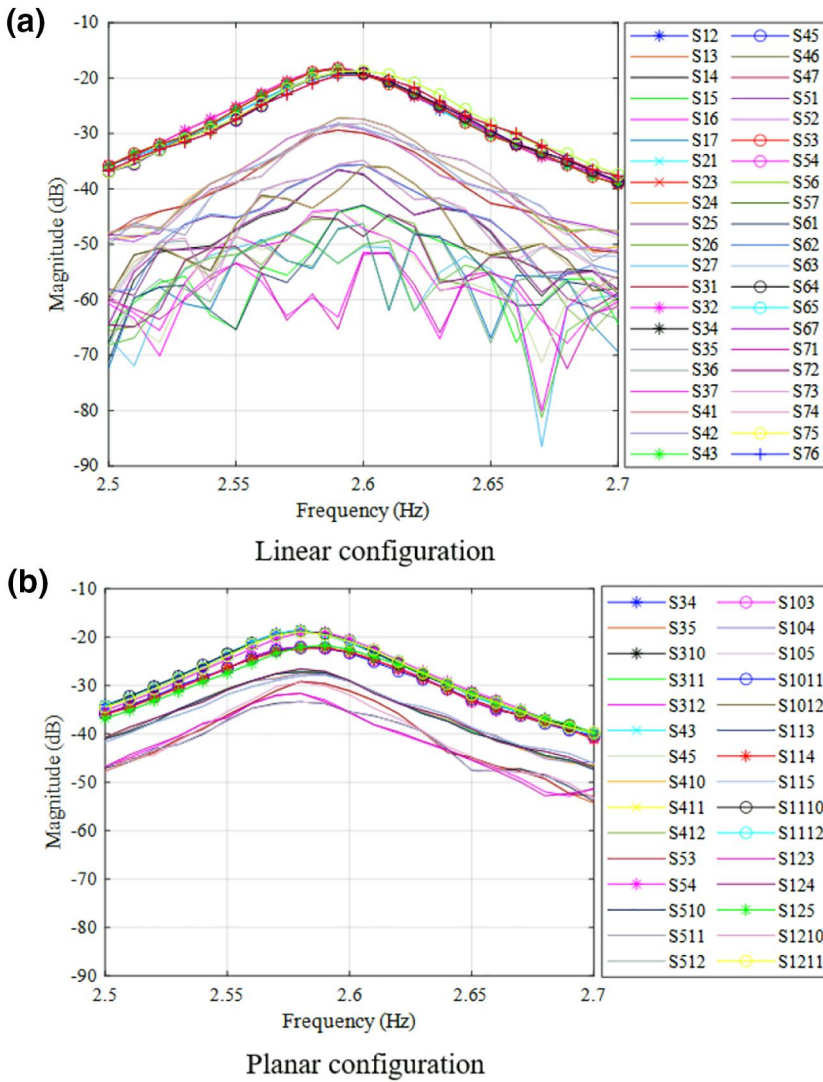 (a)
-10
-20
-30
-40
-50
-60
-70
-80
-90
Magnitude (dB)
2.5 2.55 2.6 2.65 2.7
Frequency (Hz)
S12 S45
S13 S46
S14 S47
S15 S51
S16 S52
S17 S53
S21 S54
S23 S56
S24 S57
S25 S61
S26 S62
S27 S63
S31 S64
S32 S65
S34 S67
S35 S71
S36 S72
S37 S73
S41 S74
S42 S75
S43 S76
Linear configuration
(b)
-10
-20
-30
-40
-50
-60
-70
-80
-90
Magnitude (dB)
2.5 2.55 2.6 2.65 2.7
Frequency (Hz)
S34 S103
S35 S104
S310 S105
S311 S1011
S312 S1012
S43 S113
S45 S114
S410 S115
S411 S1110
S412 S1112
S53 S123
S54 S124
S510 S125
S511 S1210
S512 S1211
Planar configuration